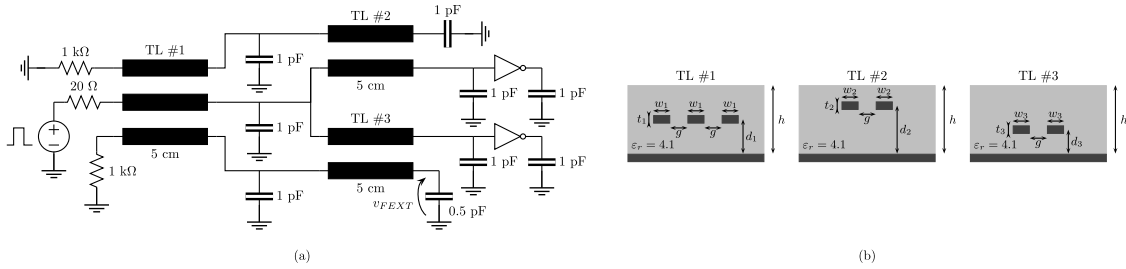 1 pF
TL #2
1 kΩ
TL #1
1 pF
20 Ω
5 cm
1 pF
1 pF
TL #3
1 pF
5 cm
1 kΩ
1 pF
1 pF
1 pF
5 cm
v_FEXT
0.5 pF
(a)
TL #1
w₁ w₁ w₁
t₁
g g
d₁
εᵣ = 4.1
h
TL #2
w₂ w₂
t₂
g
d₂
εᵣ = 4.1
h
TL #3
w₃ w₃
t₃
g
d₃
εᵣ = 4.1
h
(b)